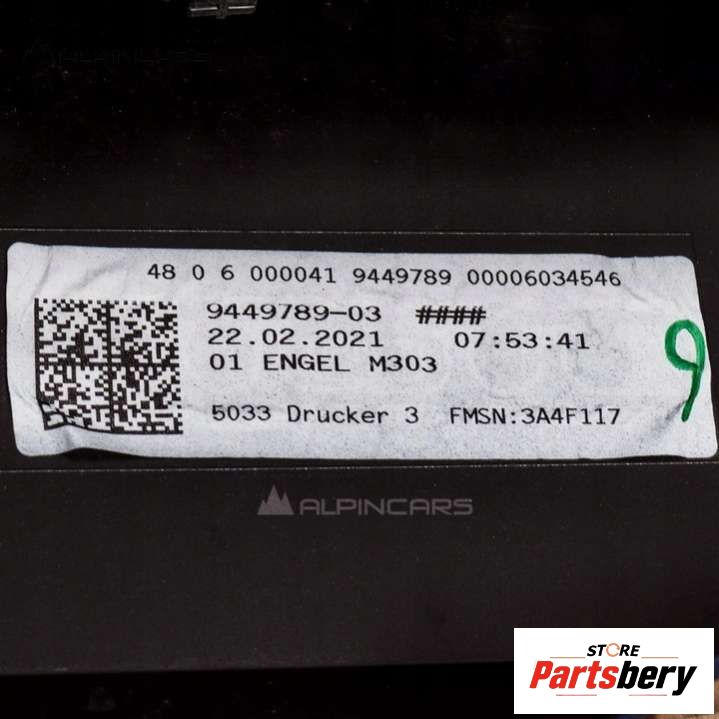 ALPINCARS
48 0 6 000041 9449789 00006034546
9449789-03 ####
22.02.2021 07:53:41
01 ENGEL M303
5033 Drucker 3 FMSN:3A4F117
9
ALPINCARS
STORE
Partsbery